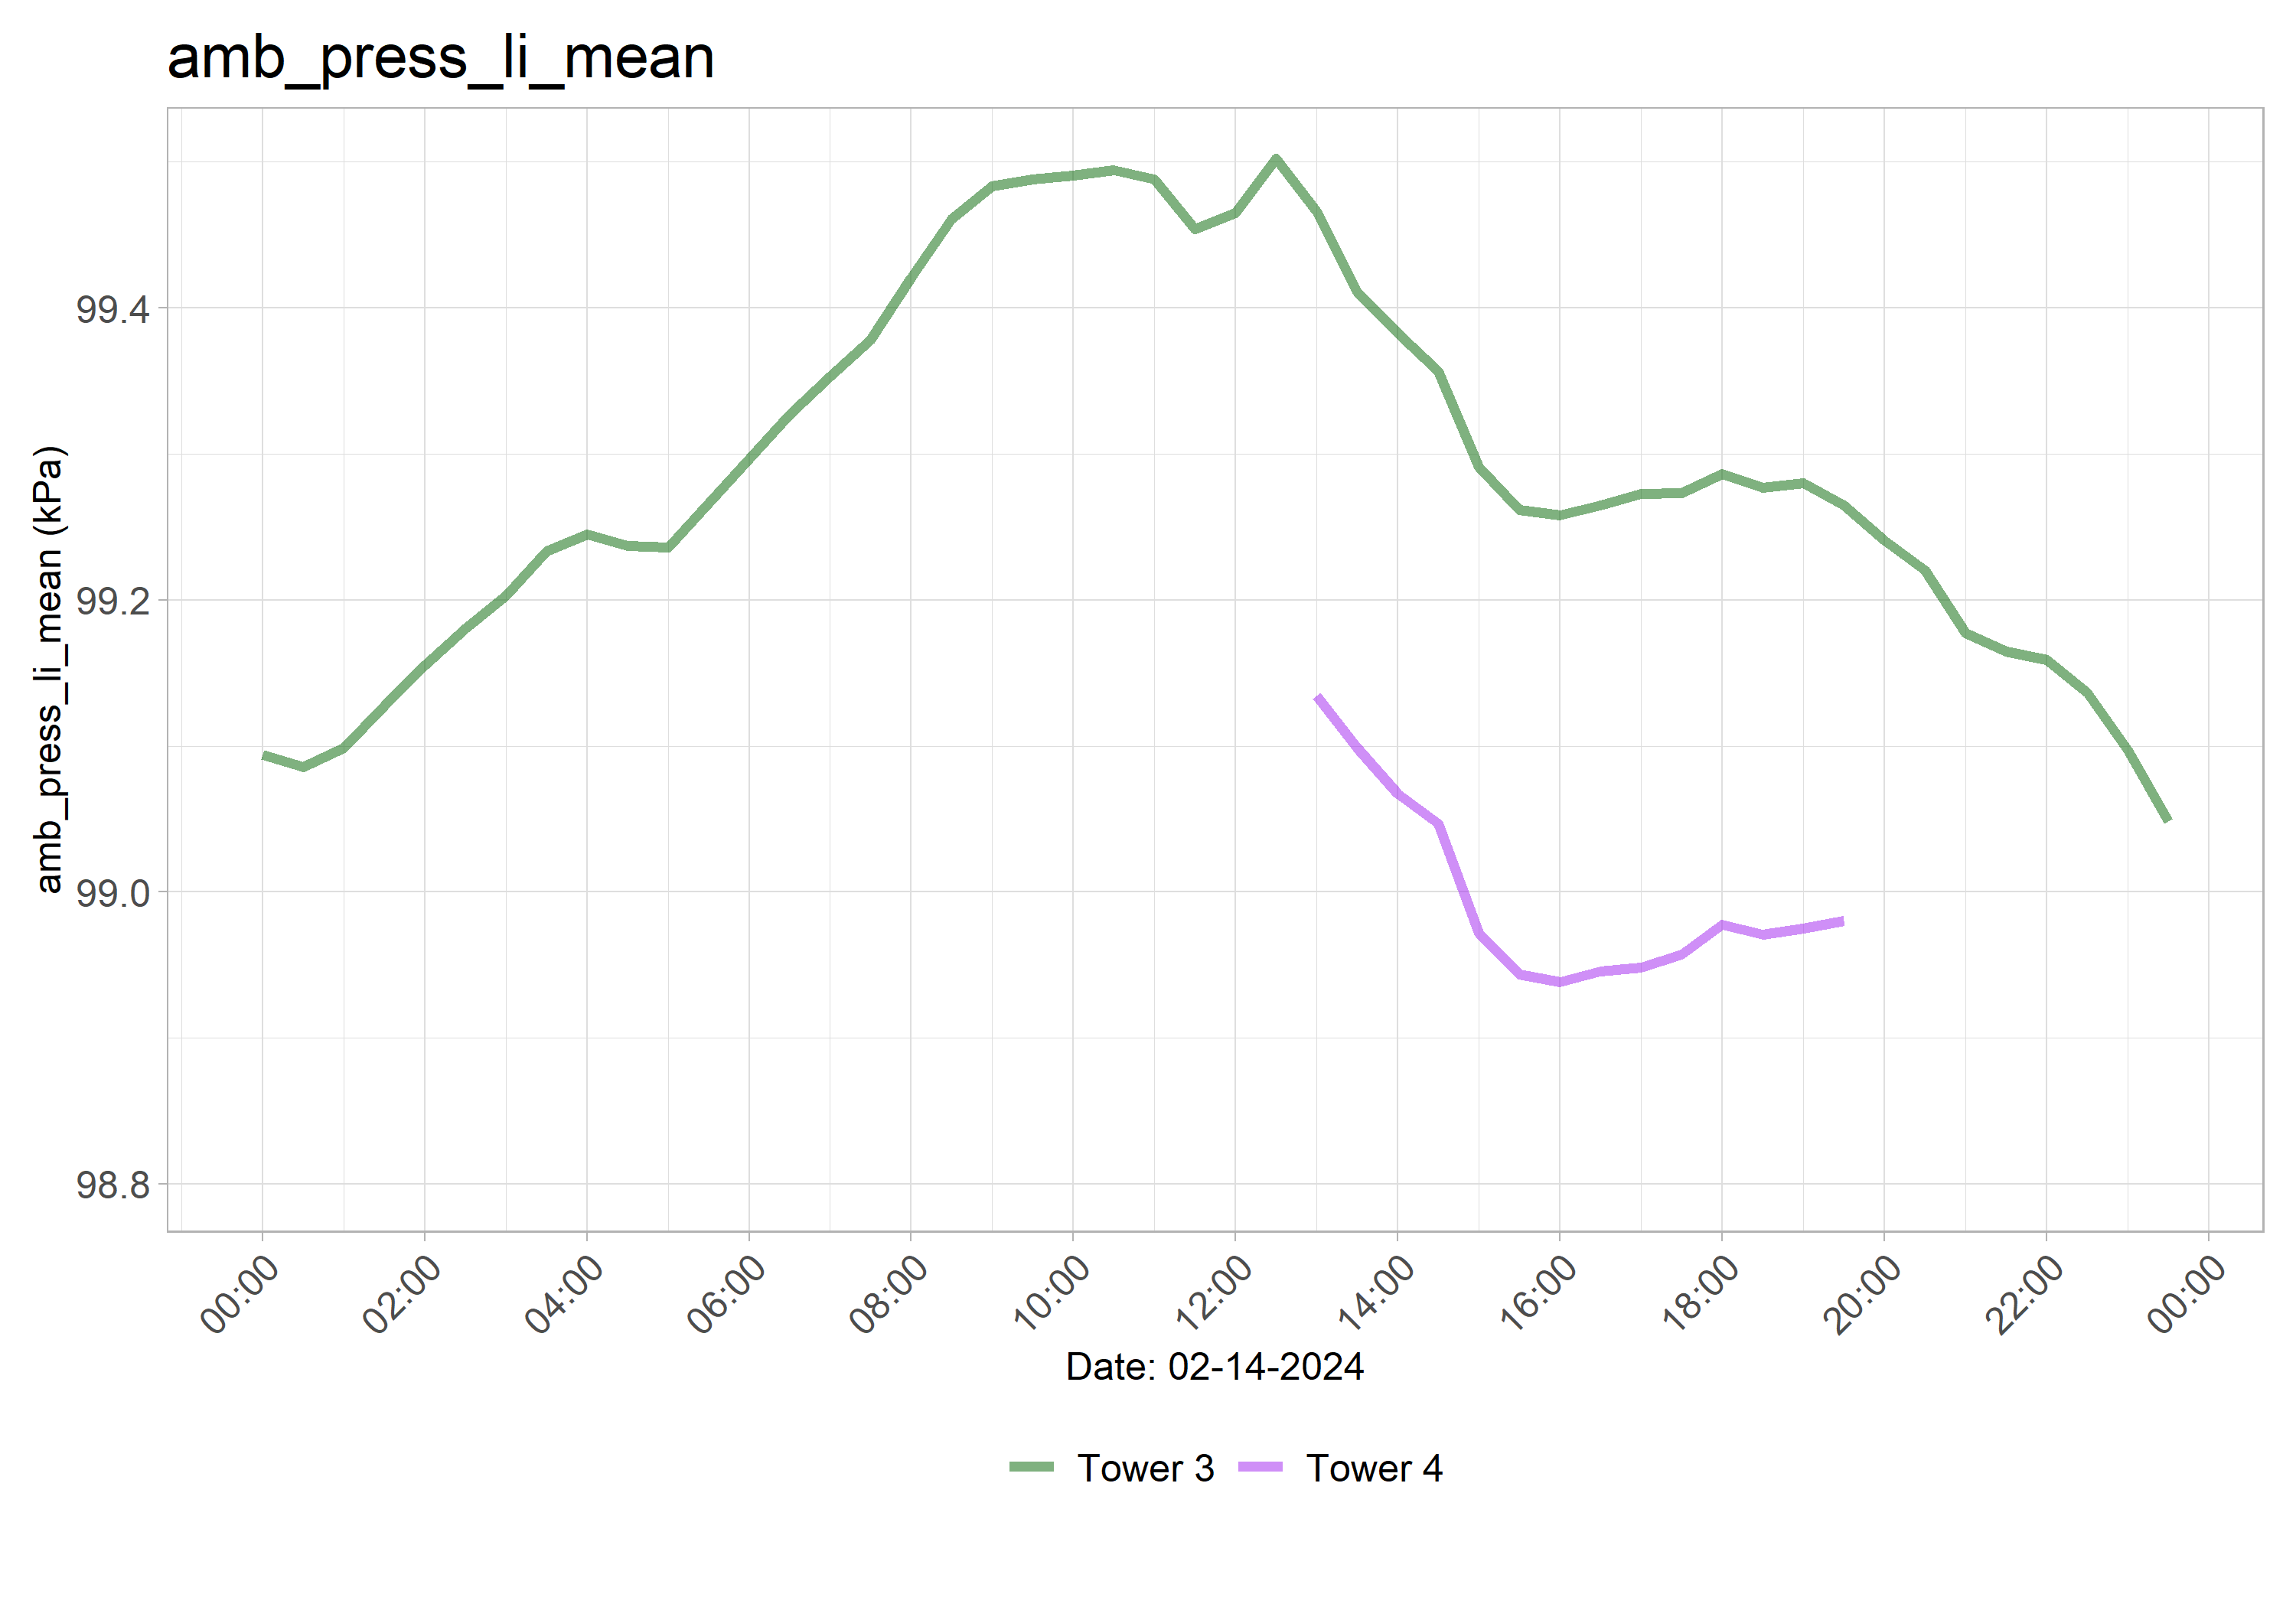 amb_press_li_mean
amb_press_li_mean (kPa)
99.4
99.2
99.0
98.8
00:00 02:00 04:00 06:00 08:00 10:00 12:00 14:00 16:00 18:00 20:00 22:00 00:00
Date: 02-14-2024
Tower 3 Tower 4